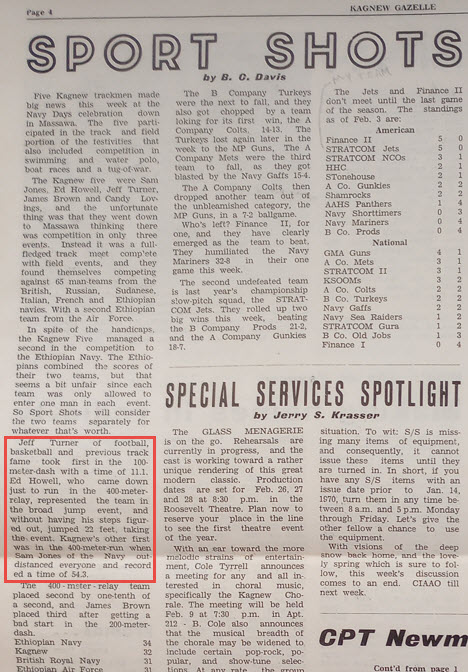 Page 4
KAGNEW GAZELLE
SPORT SHOTS
by B. C. Davis
MY TEAM
Five Kagnew trackmen made
big news this week at the
Navy Days celebration down
in Massawa. The five parti-
cipated in the track and field
portion of the festivities that
also included competition in
swimming and water polo,
boat races and a tug-of-war.
The Kagnew five were Sam
Jones, Ed Howell, Jeff Turner,
James Brown and Candy Lov-
ings, and the unfortunate
thing was that they went down
to Massawa thinking there
was competition in only three
events. Instead it was a full-
fledged track meet complete
with field events, and they
found themselves competing
against 65 man-teams from the
British, Russian, Sudanese,
Italian, French and Ethiopian
navies. With a second Ethiopian
team from the Air Force.
In spite of the handicaps,
the Kagnew Five managed a
second in the competition to
the Ethiopian Navy. The Ethio-
pians combined the scores of
their two teams, but that
seems a bit unfair since each
team was only allowed to
enter one man in each event.
So Sport Shots will consider
the two teams separately for
whatever that's worth.
Jeff Turner of football,
basketball and previous track
fame took first in the 100-
meter-dash with a time of 11.1.
Ed Howell, who came down
just to run in the 400-meter-
relay, represented the team in
the broad jump event, and
without having his steps figur-
ed out, jumped 22 feet, taking
the event. Kagnew's other first
was in the 400-meter-run when
Sam Jones of the Navy out-
distanced everyone and record
ed a time of 54.3.
The 400-meter-relay team
placed second by one-tenth of
a second, and James Brown
placed third after getting a
bad start in the 200-meter-
dash.
Ethiopian Navy 34
Kagnew 32
British Royal Navy 31
Ethiopian Air Force 31
The B Company Turkeys
were the next to fall, and they
also got chopped by a team
loking for its first win, the A
Company Colts, 14-13. The
Turkeys lost again later in the
week to the MP Guns. The A
Company Mets were the third
team to fall, as they got
blasted by the Navy Gaffs 15-4.
The A Company Colts then
dropped another team out of
the unblemished category, the
MP Guns, in a 7-2 ballgame.
Who's left? Finance II, for
one, and they have clearly
emerged as the team to beat,
They humiliated the Navy
Mariners 32-8 in their one
game this week.
The second undefeated team
is last year's championship
slow-pitch squad, the STRAT-
COM Jets. They rolled up two
big wins this week, beating
the B Company Prods 21-2,
and the A Company Gunkies
18-7.
The Jets and Finance II
don't meet until the last game
of the season. The standings
as of Feb. 3 are:
American
Finance II 5 0
STRATCOM Jets 5 0
STRATCOM NCOs 3 1
HHC 2 1
STonehouse 2 1
A Co. Gunkies 2 2
Shamrocks 2 2
AAHS Panthers 1 4
Navy Shorttimers 0 3
Navy Mariners 0 4
B Co. Prods 0 4
National
GMA Guns 4 1
A Co. Mets 3 1
STRATCOM II 3 1
KSOOMs 3 2
A Co. Colts 2 2
B Co. Turkeys 2 2
Navy Gaffs 2 2
Navy Sea Raiders 1 2
STRATCOM Gura 1 2
B Co. Old Jobs 1 3
Finance I 0 4
SPECIAL SERVICES SPOTLIGHT
by Jerry S. Krasser
The GLASS MENAGERIE
is on the go. Rehearsals are
currently in progress, and the
cast is working toward a rather
unique rendering of this great
modern classic. Production
dates are set for Feb. 26, 27
and 28 at 8:30 p.m. in the
Roosevelt Theatre. Plan now to
reserve your place in the line
to see the first theatre event
of the year.
With an ear toward the more
melodic strains of entertain-
ment, Cole Tyrrell announces
a meeting for any and all in-
terested in choral music,
specifically the Kagnew Cho-
rale. The meeting will be held
Feb. 9 at 7:30 p.m. in Apt.
212 - B. Cole also announces
that the musical breadth of
the chorale may be widened to
include certain pop-rock, po-
pular, and show-tune selec-
tions. At any rate, the group
situation. To wit: S/S is miss-
ing many items of equipment,
and consequently, it cannot
issue these items until they
are turned in. In short, if you
have any S/S items with an
issue date prior to Jan. 14,
1970, turn them in any time be-
tween 8 a.m. and 5 p.m. Monday
through Friday. Let's give the
other fellow a chance to use
the equipment.
With visions of the deep
snow back home, and the love-
ly spring which is sure to fol-
low, this week's discussion
comes to an end. CIAAO till
next week.
CPT Newm
Cont'd from page 1